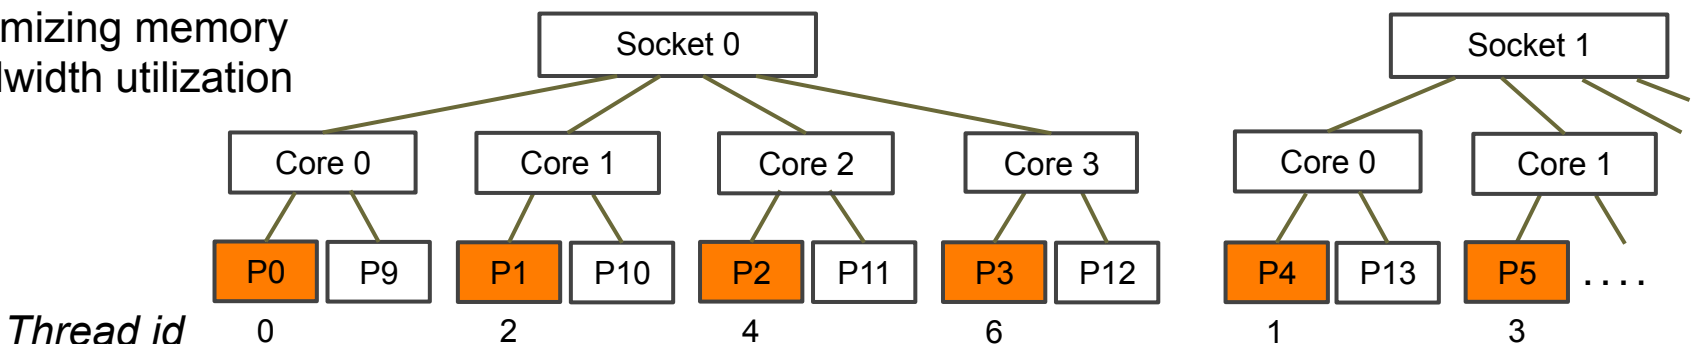 mizing memory
width utilization
Socket 0
Socket 1
Core 0
Core 1
Core 2
Core 3
Core 0
Core 1
P0 P9 P1 P10 P2 P11 P3 P12 P4 P13 P5 ....
Thread id 0 2 4 6 1 3